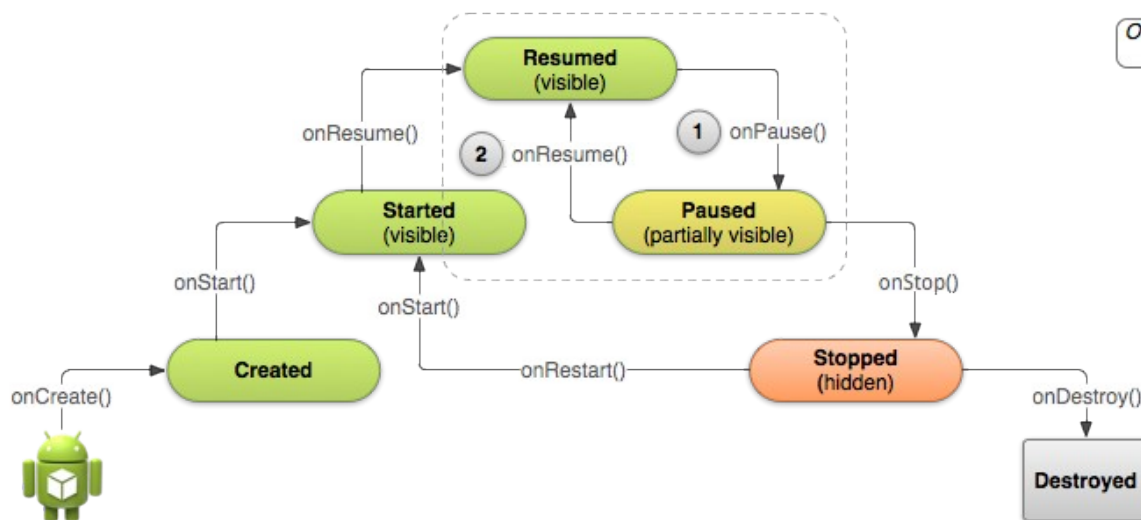 O
Resumed
(visible)
onResume()
2
onResume()
1
onPause()
Started
(visible)
Paused
(partially visible)
onStart()
onStart()
onStop()
Created
onRestart()
Stopped
(hidden)
onCreate()
onDestroy()
Destroyed